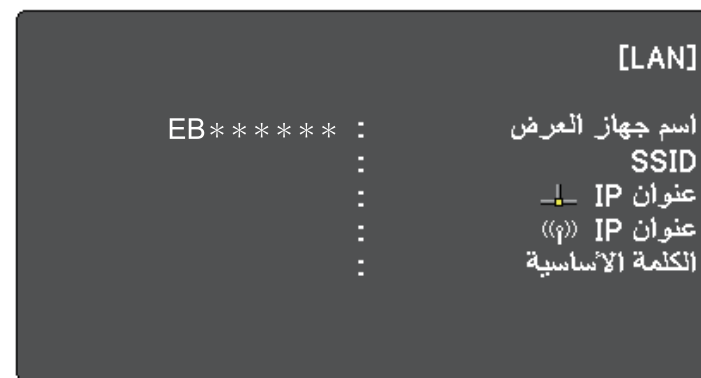 [LAN]
اسم جهاز العرض : EB∗∗∗∗∗∗
SSID :
عنوان IP :
عنوان IP :
الكلمة الأساسية :